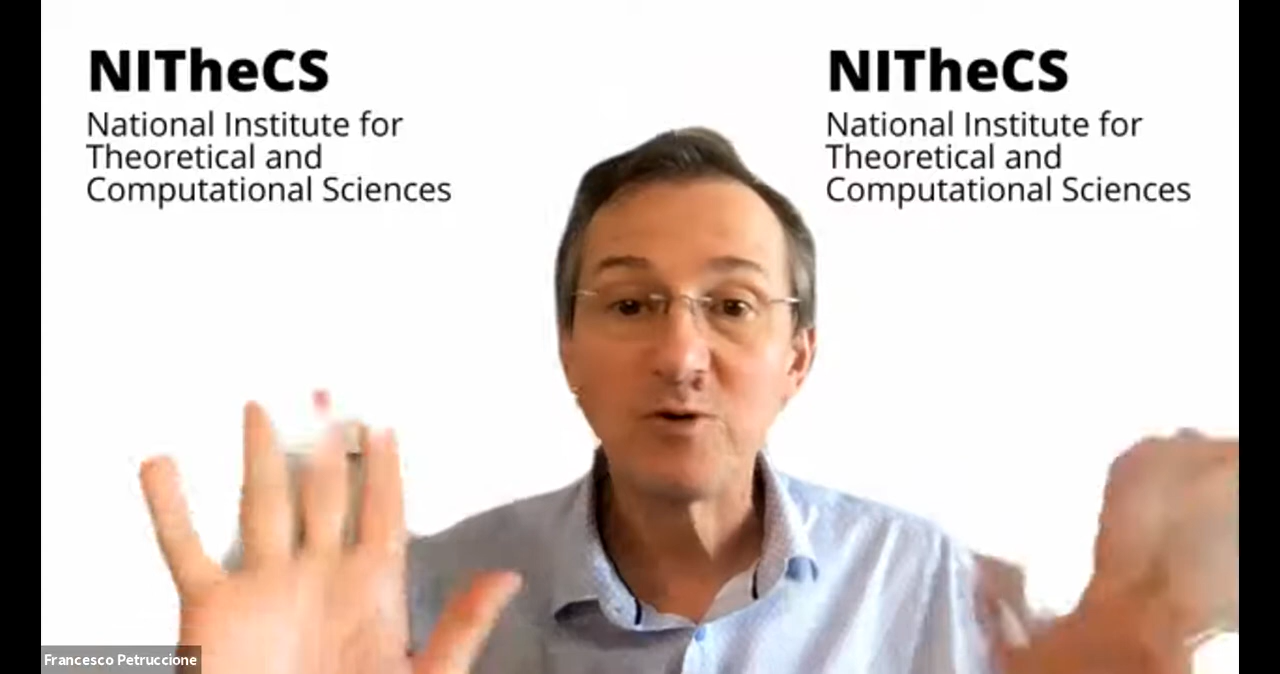 NITheCS
National Institute for
Theoretical and
Computational Sciences
NITheCS
National Institute for
Theoretical and
Computational Sciences
Francesco Petruccione